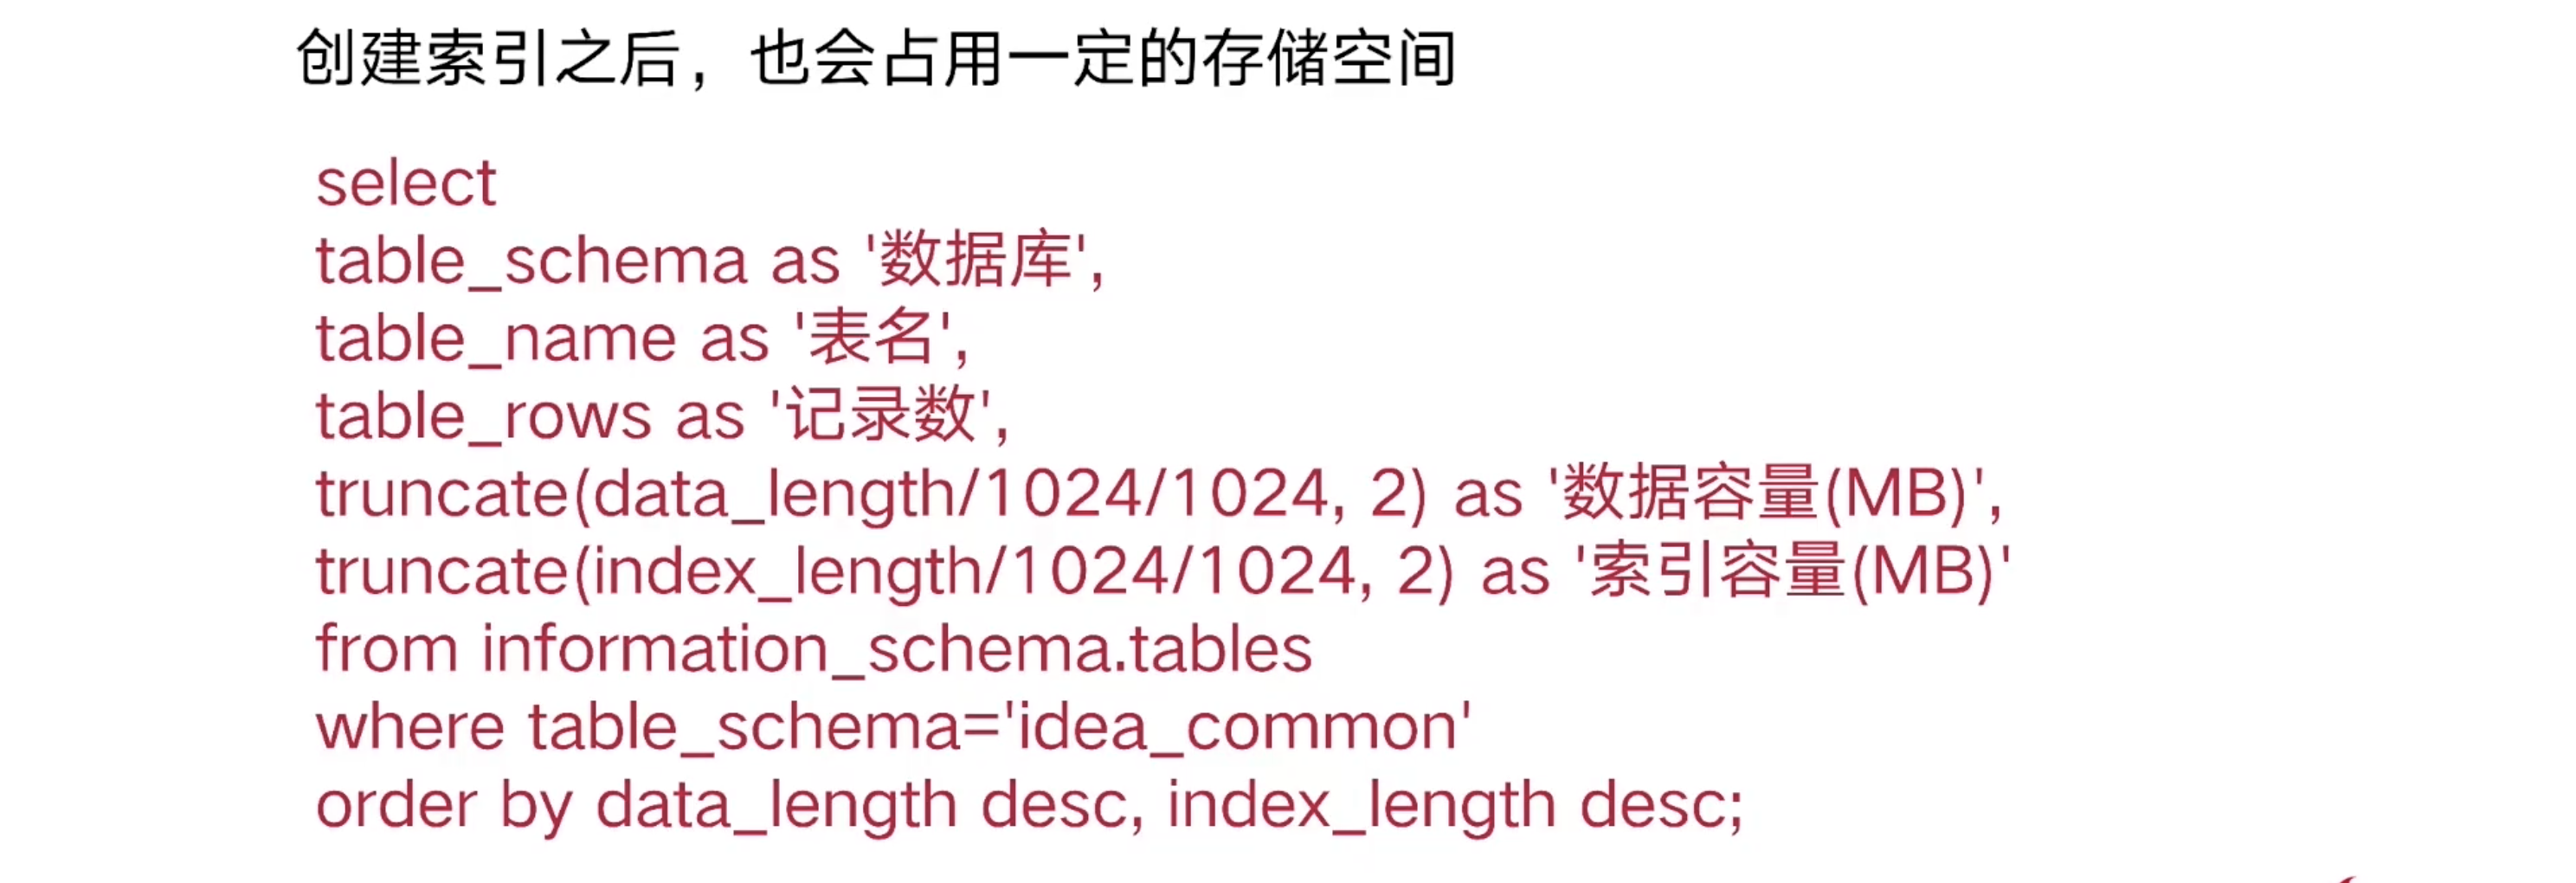 创建索引之后，也会占用一定的存储空间
select
table_schema as '数据库',
table_name as '表名',
table_rows as '记录数',
truncate(data_length/1024/1024, 2) as '数据容量(MB)',
truncate(index_length/1024/1024, 2) as '索引容量(MB)'
from information_schema.tables
where table_schema='idea_common'
order by data_length desc, index_length desc;